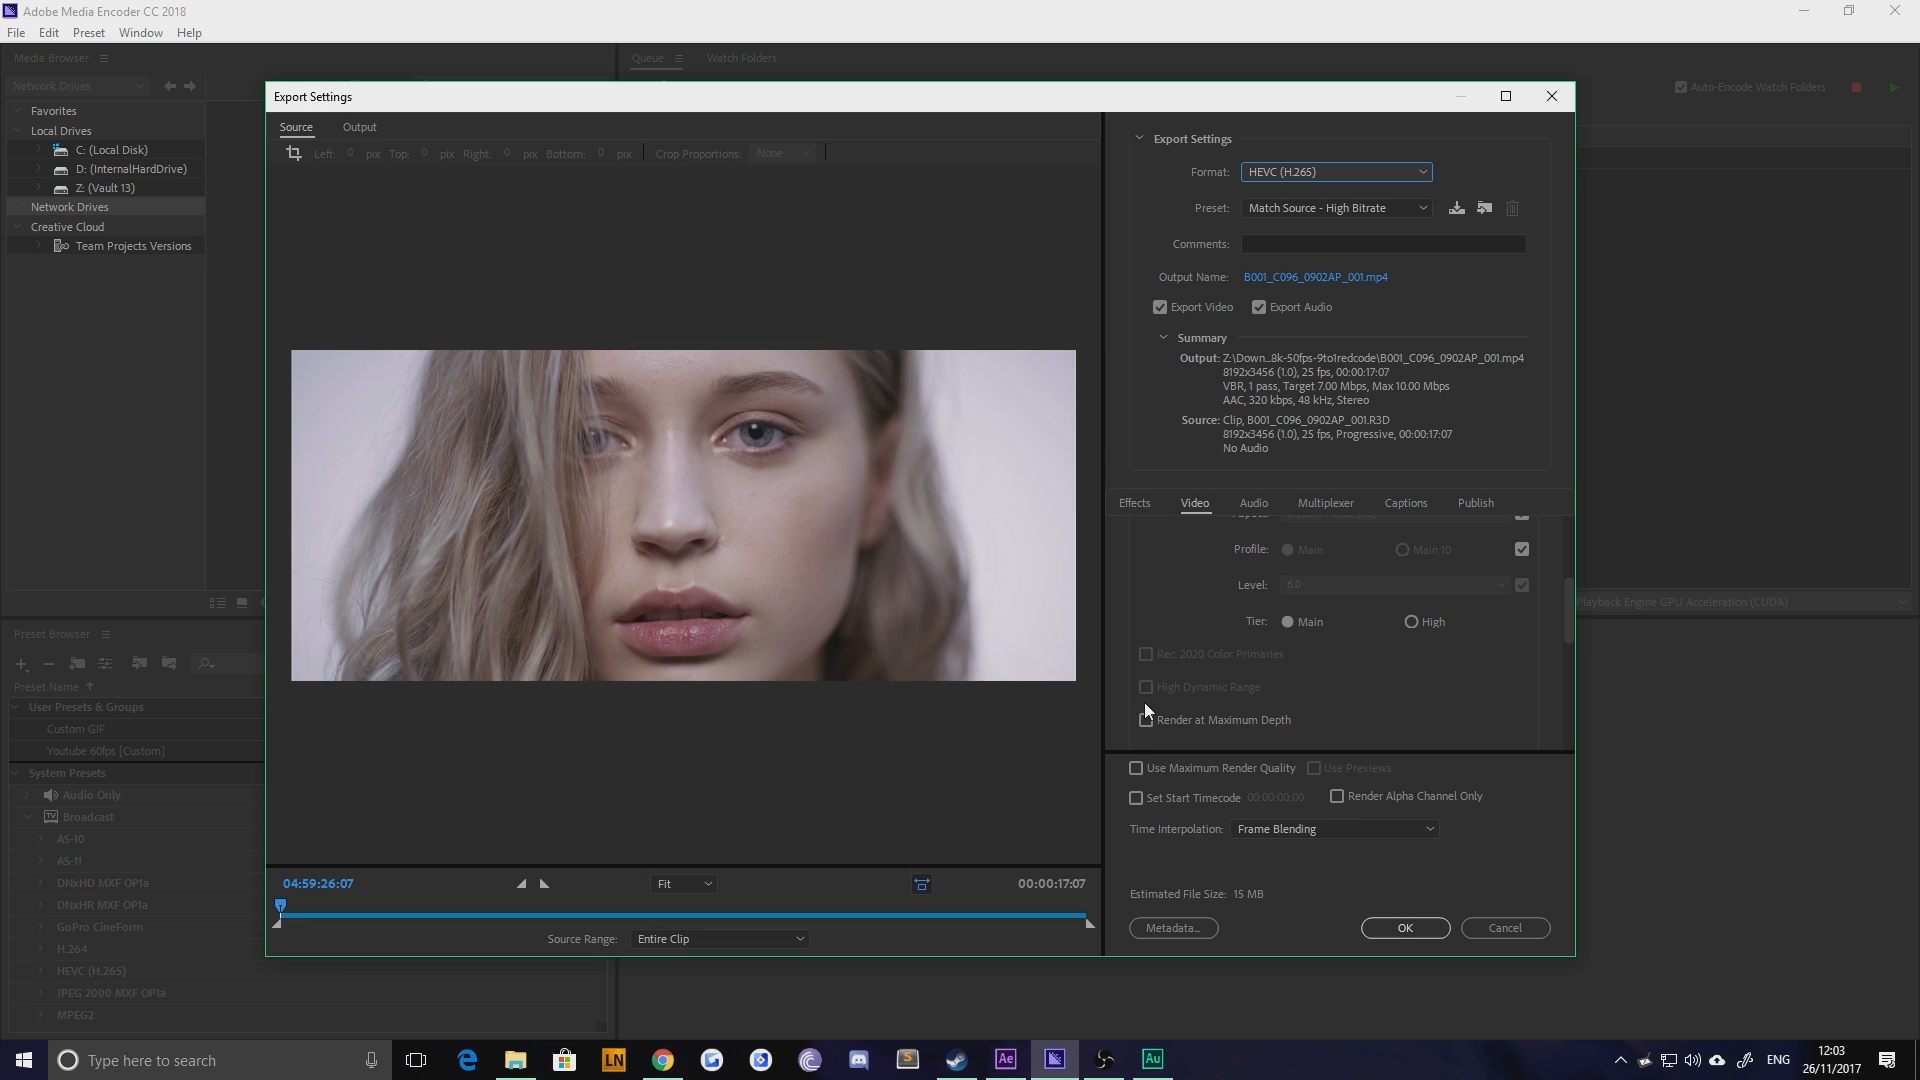 Adobe Media Encoder CC 2018
File Edit Preset Window Help
Media Browser
Queue
Watch Folders
Network Drives
Auto-Encode Watch Folders
Favorites
Local Drives
C: (Local Disk)
D: (InternalHardDrive)
Z: (Vault 13)
Network Drives
Creative Cloud
Team Projects Versions
Export Settings
Source Output
Left: 0 pix Top: 0 pix Right: 0 pix Bottom: 0 pix Crop Proportions: None
Export Settings
Format: HEVC (H.265)
Preset: Match Source - High Bitrate
Comments:
Output Name: B001_C096_0902AP_001.mp4
Export Video Export Audio
Summary
Output: Z:\Down...8k-50fps-9to1redcode\B001_C096_0902AP_001.mp4
8192x3456 (1.0), 25 fps, 00:00:17:07
VBR, 1 pass, Target 7.00 Mbps, Max 10.00 Mbps
AAC, 320 kbps, 48 kHz, Stereo
Source: Clip, B001_C096_0902AP_001.R3D
8192x3456 (1.0), 25 fps, Progressive, 00:00:17:07
No Audio
Effects Video Audio Multiplexer Captions Publish
Profile: Main Main 10
Level: 6.0
Tier: Main High
Rec. 2020 Color Primaries
High Dynamic Range
Render at Maximum Depth
Use Maximum Render Quality Use Previews
Set Start Timecode 00:00:00:00 Render Alpha Channel Only
Time Interpolation: Frame Blending
Estimated File Size: 15 MB
Metadata... OK Cancel
04:59:26:07 Fit 00:00:17:07
Source Range: Entire Clip
Playback Engine GPU Acceleration (CUDA)
Preset Browser
Preset Name
User Presets & Groups
Custom GIF
Youtube 60fps [Custom]
System Presets
Audio Only
Broadcast
AS-10
AS-11
DNxHD MXF OP1a
DNxHR MXF OP1a
GoPro CineForm
H.264
HEVC (H.265)
JPEG 2000 MXF OP1a
MPEG2
Type here to search
LN
Ae
Au
ENG
12:03
26/11/2017